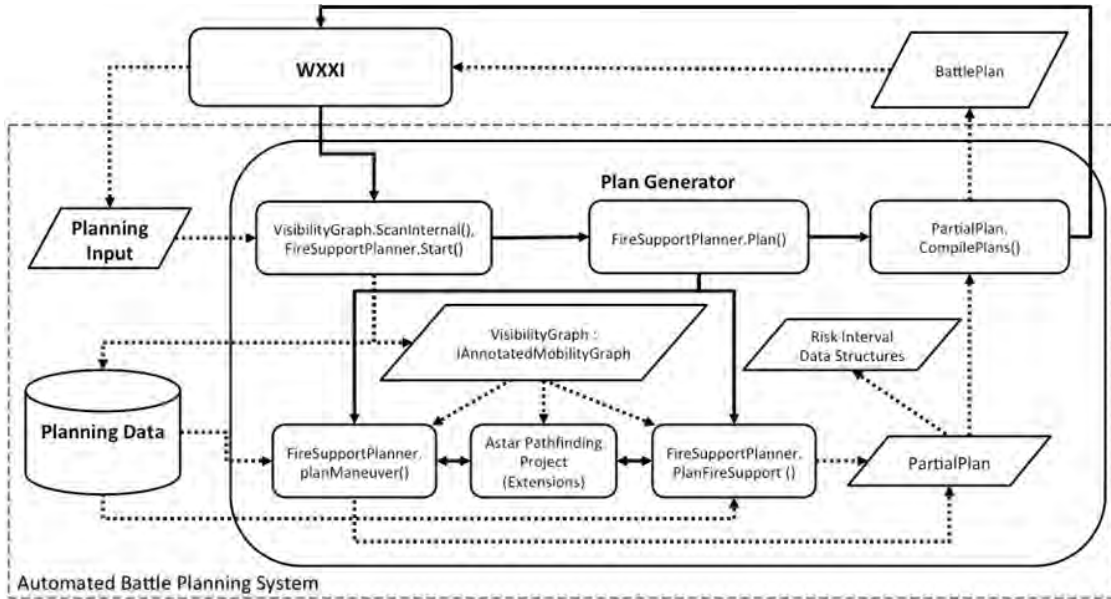 WXXI
BattlePlan
Plan Generator
Planning
Input
VisibilityGraph.ScanInternal(),
FireSupportPlanner.Start()
FireSupportPlanner.Plan()
PartialPlan.
CompilePlans()
VisibilityGraph :
IAnnotatedMobilityGraph
Risk Interval
Data Structures
Planning Data
FireSupportPlanner.
planManeuver()
Astar Pathfinding
Project
(Extensions)
FireSupportPlanner.
PlanFireSupport ()
PartialPlan
Automated Battle Planning System